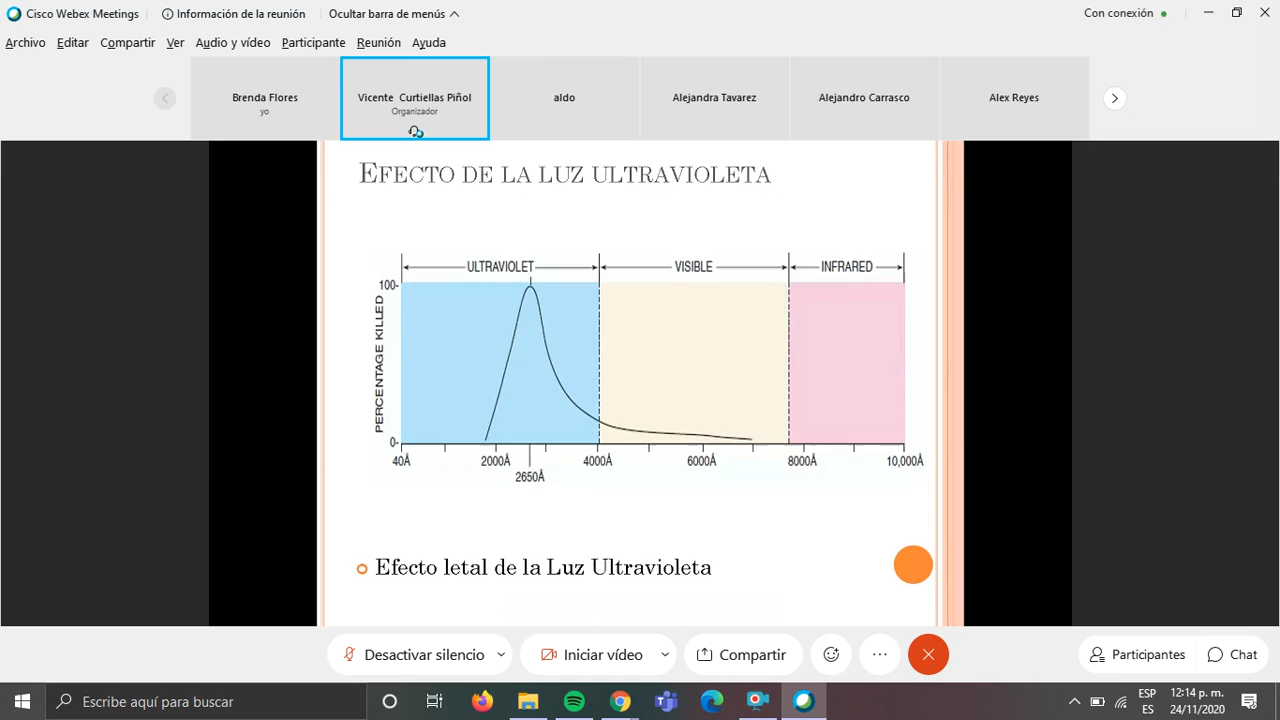 Cisco Webex Meetings
Información de la reunión
Ocultar barra de menús
Con conexión
Archivo Editar Compartir Ver Audio y vídeo Participante Reunión Ayuda
Brenda Flores
yo
Vicente Curtiellas Piñol
Organizador
aldo
Alejandra Tavarez
Alejandro Carrasco
Alex Reyes
EFECTO DE LA LUZ ULTRAVIOLETA
ULTRAVIOLET VISIBLE INFRARED
100-
PERCENTAGE KILLED
0-
40Å 2000Å 4000Å 6000Å 8000Å 10,000Å
2650Å
Efecto letal de la Luz Ultravioleta
Desactivar silencio
Iniciar vídeo
Compartir
Participantes
Chat
Escribe aquí para buscar
ESP
ES
12:14 p. m.
24/11/2020